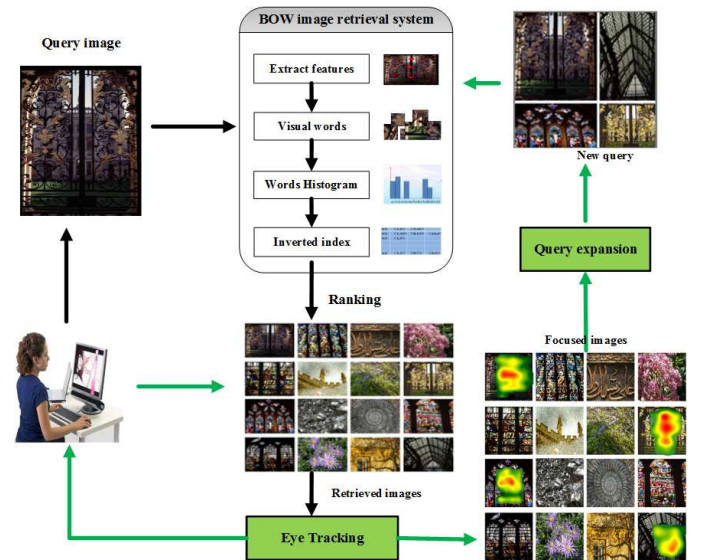 BOW image retrieval system
Query image
Extract features
Visual words
New query
Words Histogram
Inverted index
Query expansion
Ranking
Focused images
Retrieved images
Eye Tracking